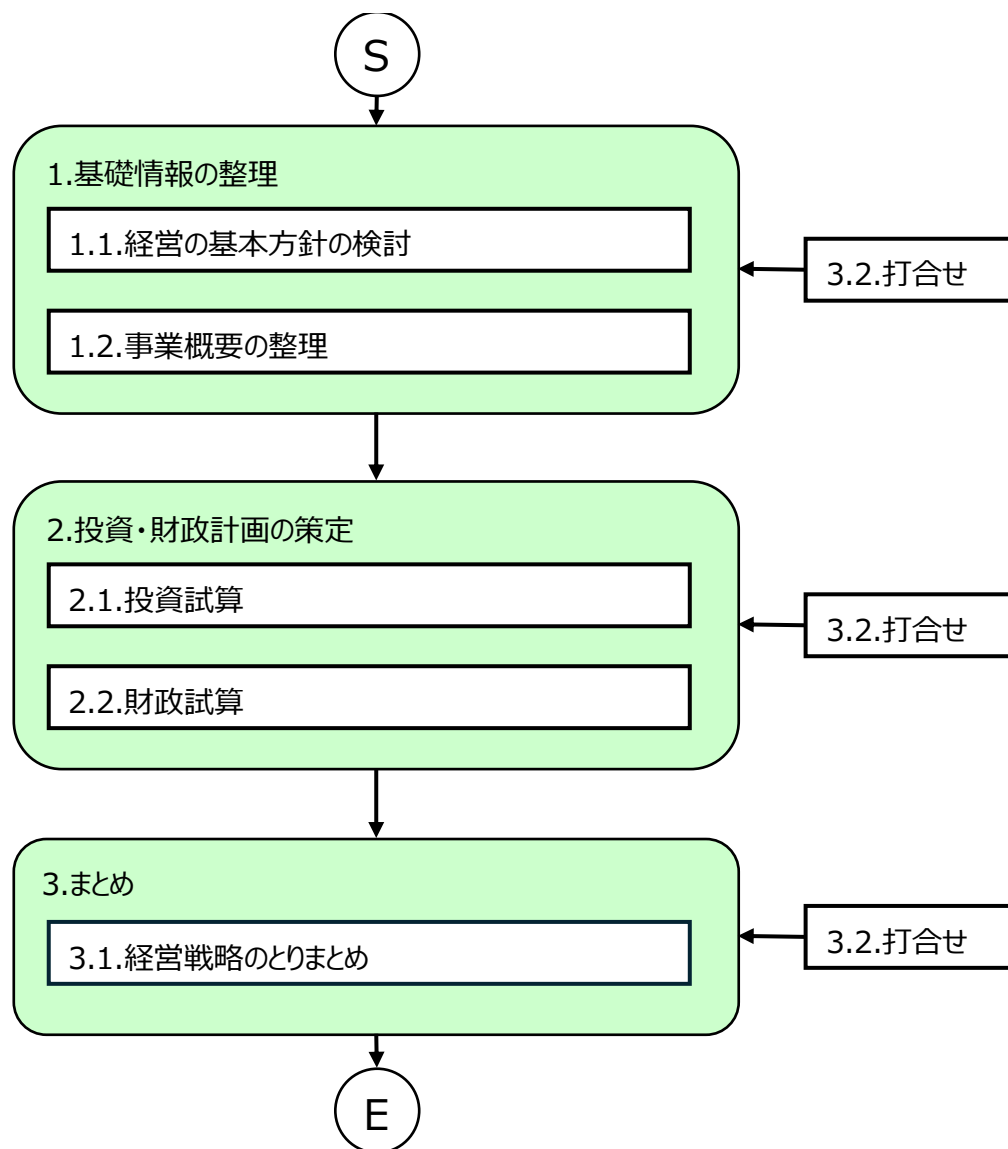 S
1.基礎情報の整理
1.1.経営の基本方針の検討
3.2.打合せ
1.2.事業概要の整理
2.投資・財政計画の策定
2.1.投資試算
3.2.打合せ
2.2.財政試算
3.まとめ
3.1.経営戦略のとりまとめ
3.2.打合せ
E